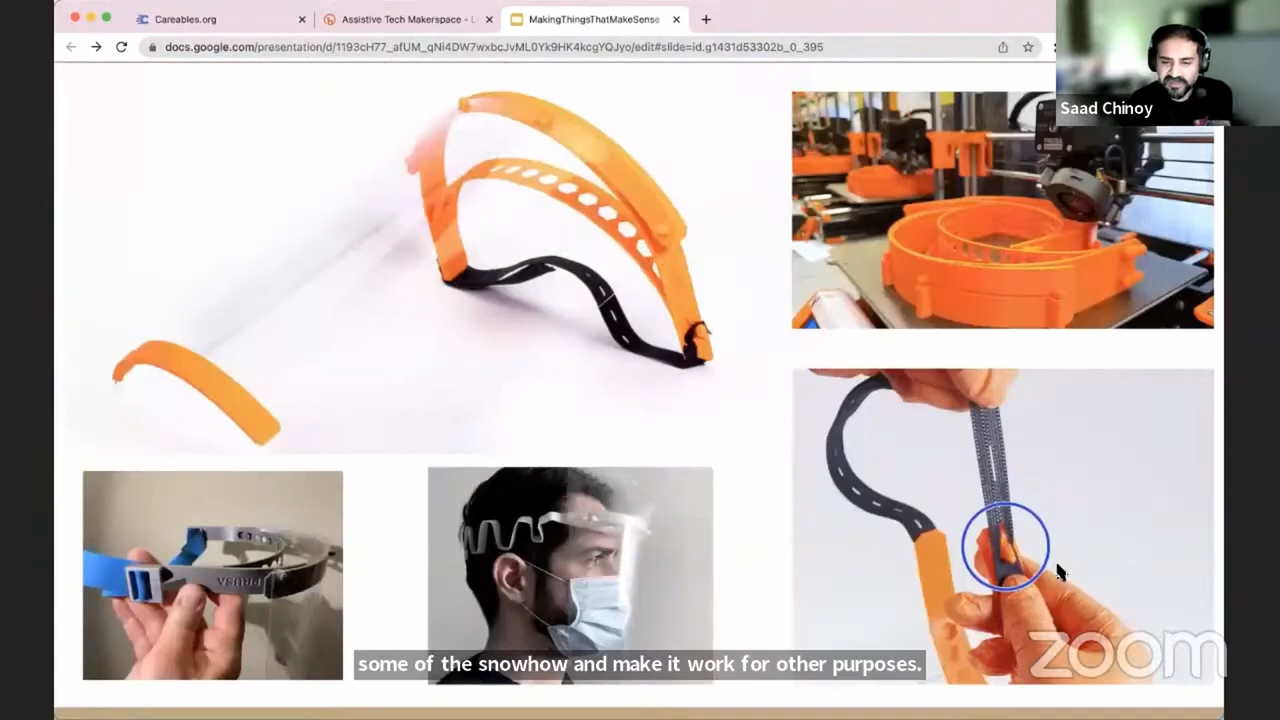 Careables.org
Assistive Tech Makerspace - L
MakingThingsThatMakeSense
docs.google.com/presentation/d/1193cH77_afUM_qNi4DW7wxbcJvML0Yk9HK4kcgYQJyo/edit#slide=id.g1431d53302b_0_395
Saad Chinoy
PRUSA
some of the snowhow and make it work for other purposes.
zoom